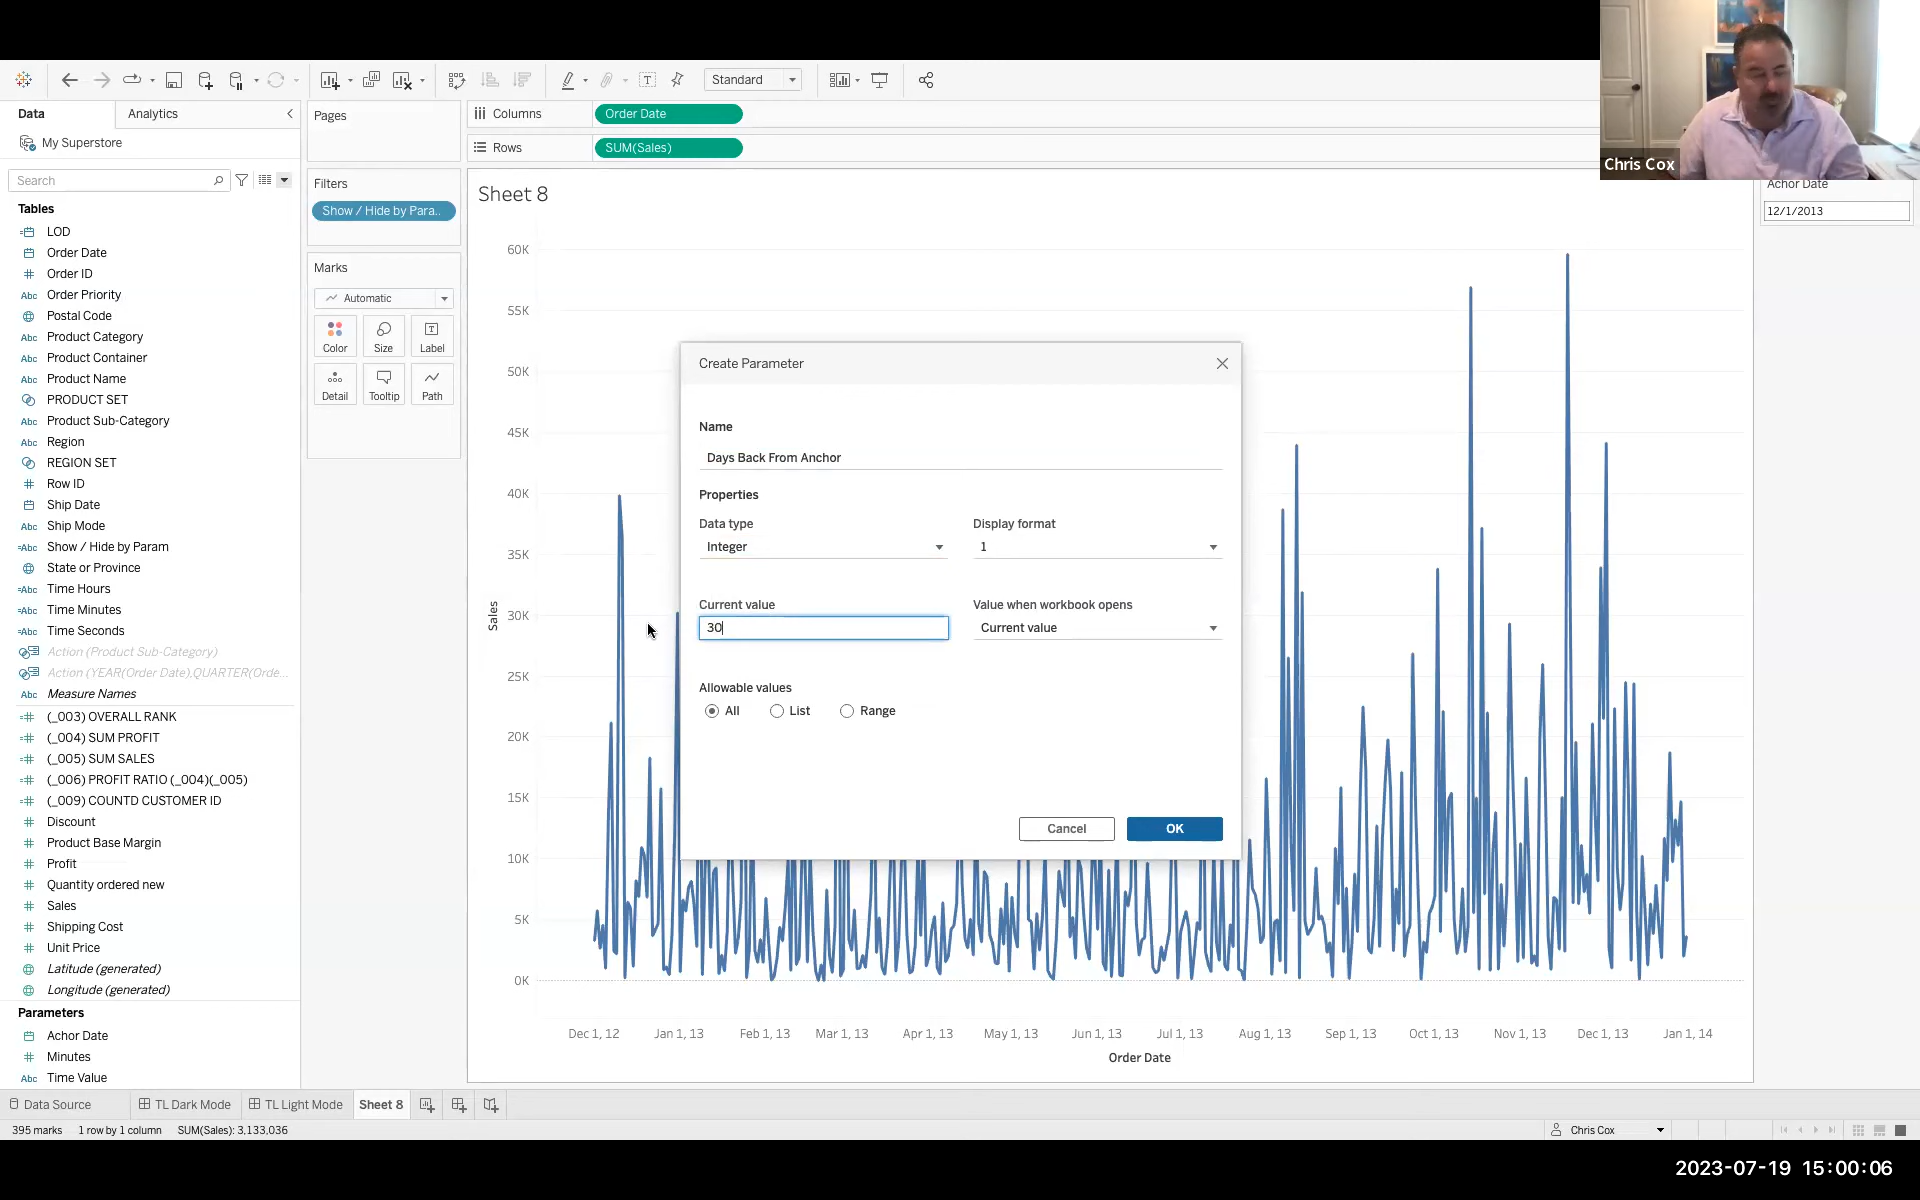 Standard
Data
Analytics
My Superstore
Search
Tables
LOD
Order Date
Order ID
Order Priority
Postal Code
Product Category
Product Container
Product Name
PRODUCT SET
Product Sub-Category
Region
REGION SET
Row ID
Ship Date
Ship Mode
Show / Hide by Param
State or Province
Time Hours
Time Minutes
Time Seconds
Action (Product Sub-Category)
Action (YEAR(Order Date),QUARTER(Orde...
Measure Names
(_003) OVERALL RANK
(_004) SUM PROFIT
(_005) SUM SALES
(_006) PROFIT RATIO (_004)(_005)
(_009) COUNTD CUSTOMER ID
Discount
Product Base Margin
Profit
Quantity ordered new
Sales
Shipping Cost
Unit Price
Latitude (generated)
Longitude (generated)
Parameters
Achor Date
Minutes
Time Value
Pages
Filters
Show / Hide by Para..
Marks
Automatic
Color
Size
Label
Detail
Tooltip
Path
Columns
Order Date
Rows
SUM(Sales)
Sheet 8
60K
55K
50K
45K
40K
35K
30K
25K
20K
15K
10K
5K
0K
Sales
Dec 1, 12
Jan 1, 13
Feb 1, 13
Mar 1, 13
Apr 1, 13
May 1, 13
Jun 1, 13
Jul 1, 13
Aug 1, 13
Sep 1, 13
Oct 1, 13
Nov 1, 13
Dec 1, 13
Jan 1, 14
Order Date
Create Parameter
Name
Days Back From Anchor
Properties
Data type
Display format
Integer
1
Current value
Value when workbook opens
30
Current value
Allowable values
All
List
Range
Cancel
OK
Chris Cox
Achor Date
12/1/2013
Data Source
TL Dark Mode
TL Light Mode
Sheet 8
395 marks
1 row by 1 column
SUM(Sales): 3,133,036
Chris Cox
2023-07-19 15:00:06